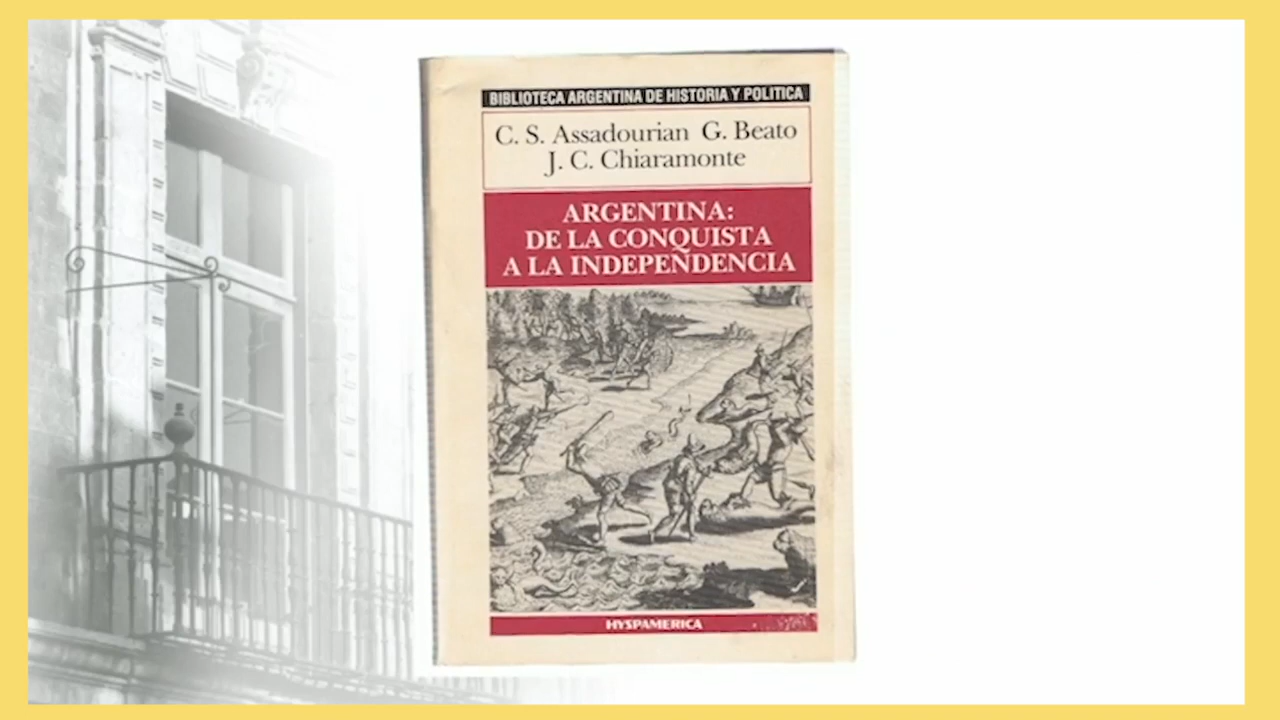 BIBLIOTECA ARGENTINA DE HISTORIA Y POLITICA
C. S. Assadourian G. Beato
J. C. Chiaramonte
ARGENTINA:
DE LA CONQUISTA
A LA INDEPENDENCIA
HYSPAMERICA